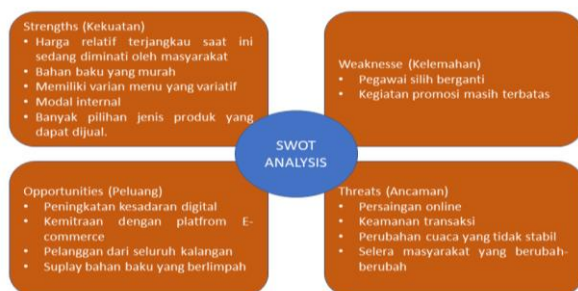 Strengths (Kekuatan)
• Harga relatif terjangkau saat ini
sedang diminati oleh masyarakat
• Bahan baku yang murah
• Memiliki varian menu yang variatif
• Modal internal
• Banyak pilihan jenis produk yang
dapat dijual.
Weaknesse (Kelemahan)
• Pegawai silih berganti
• Kegiatan promosi masih terbatas
SWOT
ANALYSIS
Opportunities (Peluang)
• Peningkatan kesadaran digital
• Kemitraan dengan platfrom E-
commerce
• Pelanggan dari seluruh kalangan
• Suplay bahan baku yang berlimpah
Threats (Ancaman)
• Persaingan online
• Keamanan transaksi
• Perubahan cuaca yang tidak stabil
• Selera masyarakat yang berubah-
berubah